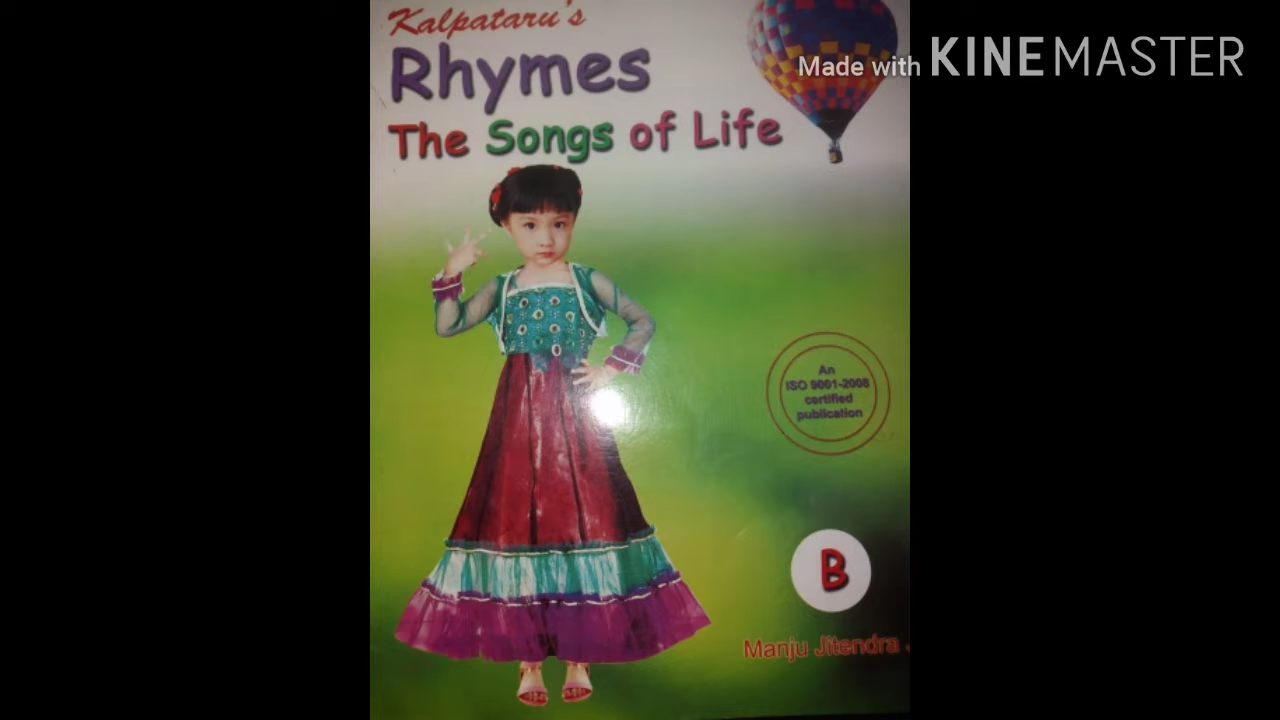 Kalpataru's
Rhymes
The Songs of Life
Made with KINEMASTER
An
ISO 9001-2008
certified
publication
B
Manju Jitendra